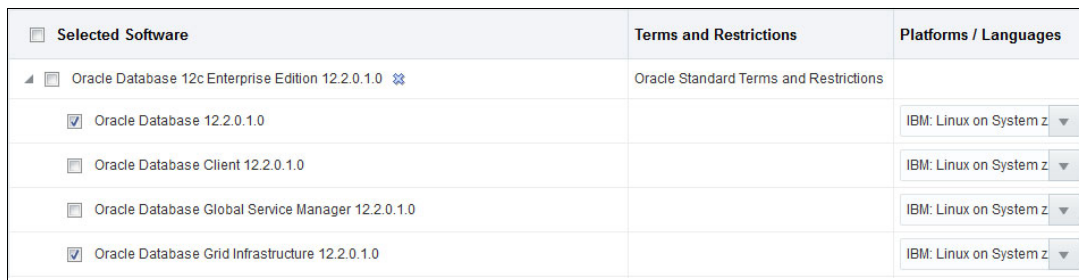 Selected Software Terms and Restrictions Platforms / Languages
Oracle Database 12c Enterprise Edition 12.2.0.1.0 Oracle Standard Terms and Restrictions
Oracle Database 12.2.0.1.0 IBM: Linux on System z
Oracle Database Client 12.2.0.1.0 IBM: Linux on System z
Oracle Database Global Service Manager 12.2.0.1.0 IBM: Linux on System z
Oracle Database Grid Infrastructure 12.2.0.1.0 IBM: Linux on System z